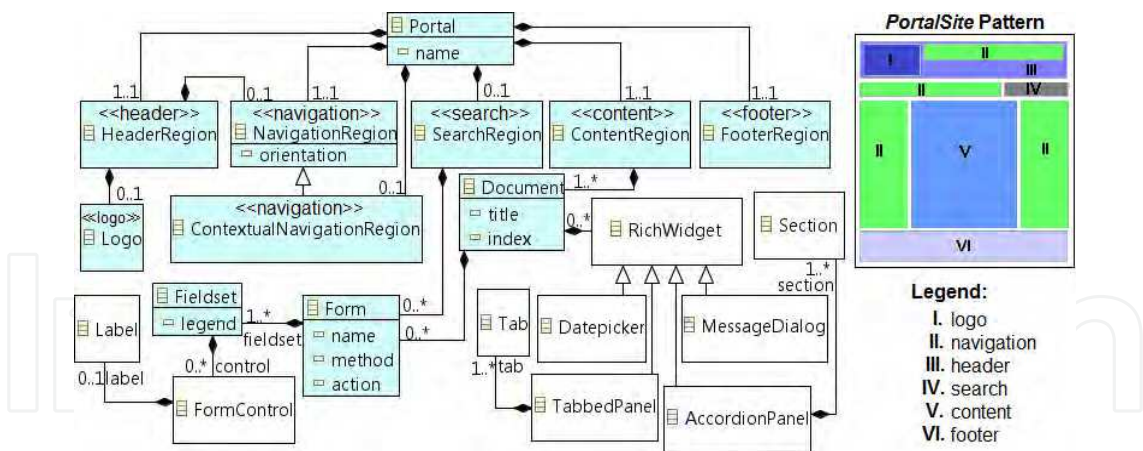 Portal
name
1..1
0..1
1..1
0..1
1..1
1..1
<<header>>
HeaderRegion
<<navigation>>
NavigationRegion
orientation
<<search>>
SearchRegion
<<content>>
ContentRegion
<<footer>>
FooterRegion
0..1
<<logo>>
Logo
<<navigation>>
ContextualNavigationRegion
0..1
Document
title
index
1..*
0..*
RichWidget
Section
1..*
section
Label
Fieldset
legend
1..*
fieldset
Form
name
method
action
0..*
0..*
Tab
1..*
tab
Datepicker
MessageDialog
0..1
label
0..*
control
FormControl
TabbedPanel
AccordionPanel
PortalSite Pattern
I
II
III
II
IV
II
V
II
VI
Legend:
I. logo
II. navigation
III. header
IV. search
V. content
VI. footer